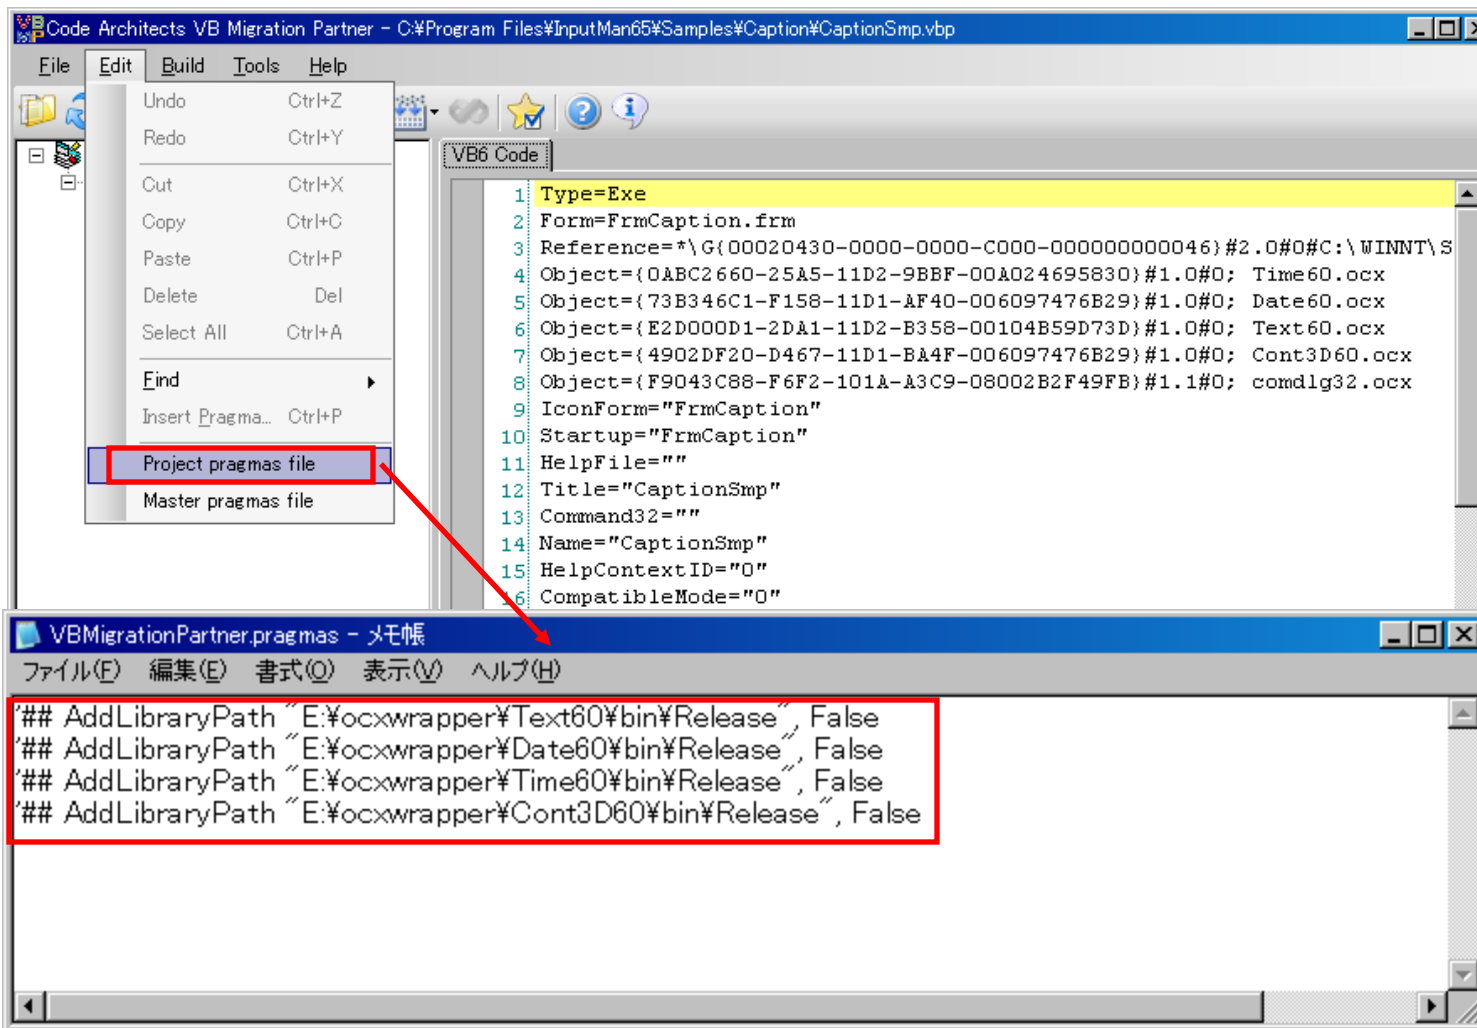 Code Architects VB Migration Partner - C:¥Program Files¥InputMan65¥Samples¥Caption¥CaptionSmp.vbp
File Edit Build Tools Help
Undo Ctrl+Z
Redo Ctrl+Y
Cut Ctrl+X
Copy Ctrl+C
Paste Ctrl+P
Delete Del
Select All Ctrl+A
Find
Insert Pragma... Ctrl+P
Project pragmas file
Master pragmas file
VB6 Code
1 Type=Exe
2 Form=FrmCaption.frm
3 Reference=*\G{00020430-0000-0000-C000-000000000046}#2.0#0#C:\WINNT\S
4 Object={0ABC2660-25A5-11D2-9BBF-00A024695830}#1.0#0; Time60.ocx
5 Object={73B346C1-F158-11D1-AF40-006097476B29}#1.0#0; Date60.ocx
6 Object={E2D000D1-2DA1-11D2-B358-00104B59D73D}#1.0#0; Text60.ocx
7 Object={4902DF20-D467-11D1-BA4F-006097476B29}#1.0#0; Cont3D60.ocx
8 Object={F9043C88-F6F2-101A-A3C9-08002B2F49FB}#1.1#0; comdlg32.ocx
9 IconForm="FrmCaption"
10 Startup="FrmCaption"
11 HelpFile=""
12 Title="CaptionSmp"
13 Command32=""
14 Name="CaptionSmp"
15 HelpContextID="0"
16 CompatibleMode="0"
VBMigrationPartner.pragmas - メモ帳
ファイル(F) 編集(E) 書式(O) 表示(V) ヘルプ(H)
'## AddLibraryPath "E:¥ocxwrapper¥Text60¥bin¥Release", False
'## AddLibraryPath "E:¥ocxwrapper¥Date60¥bin¥Release", False
'## AddLibraryPath "E:¥ocxwrapper¥Time60¥bin¥Release", False
'## AddLibraryPath "E:¥ocxwrapper¥Cont3D60¥bin¥Release", False